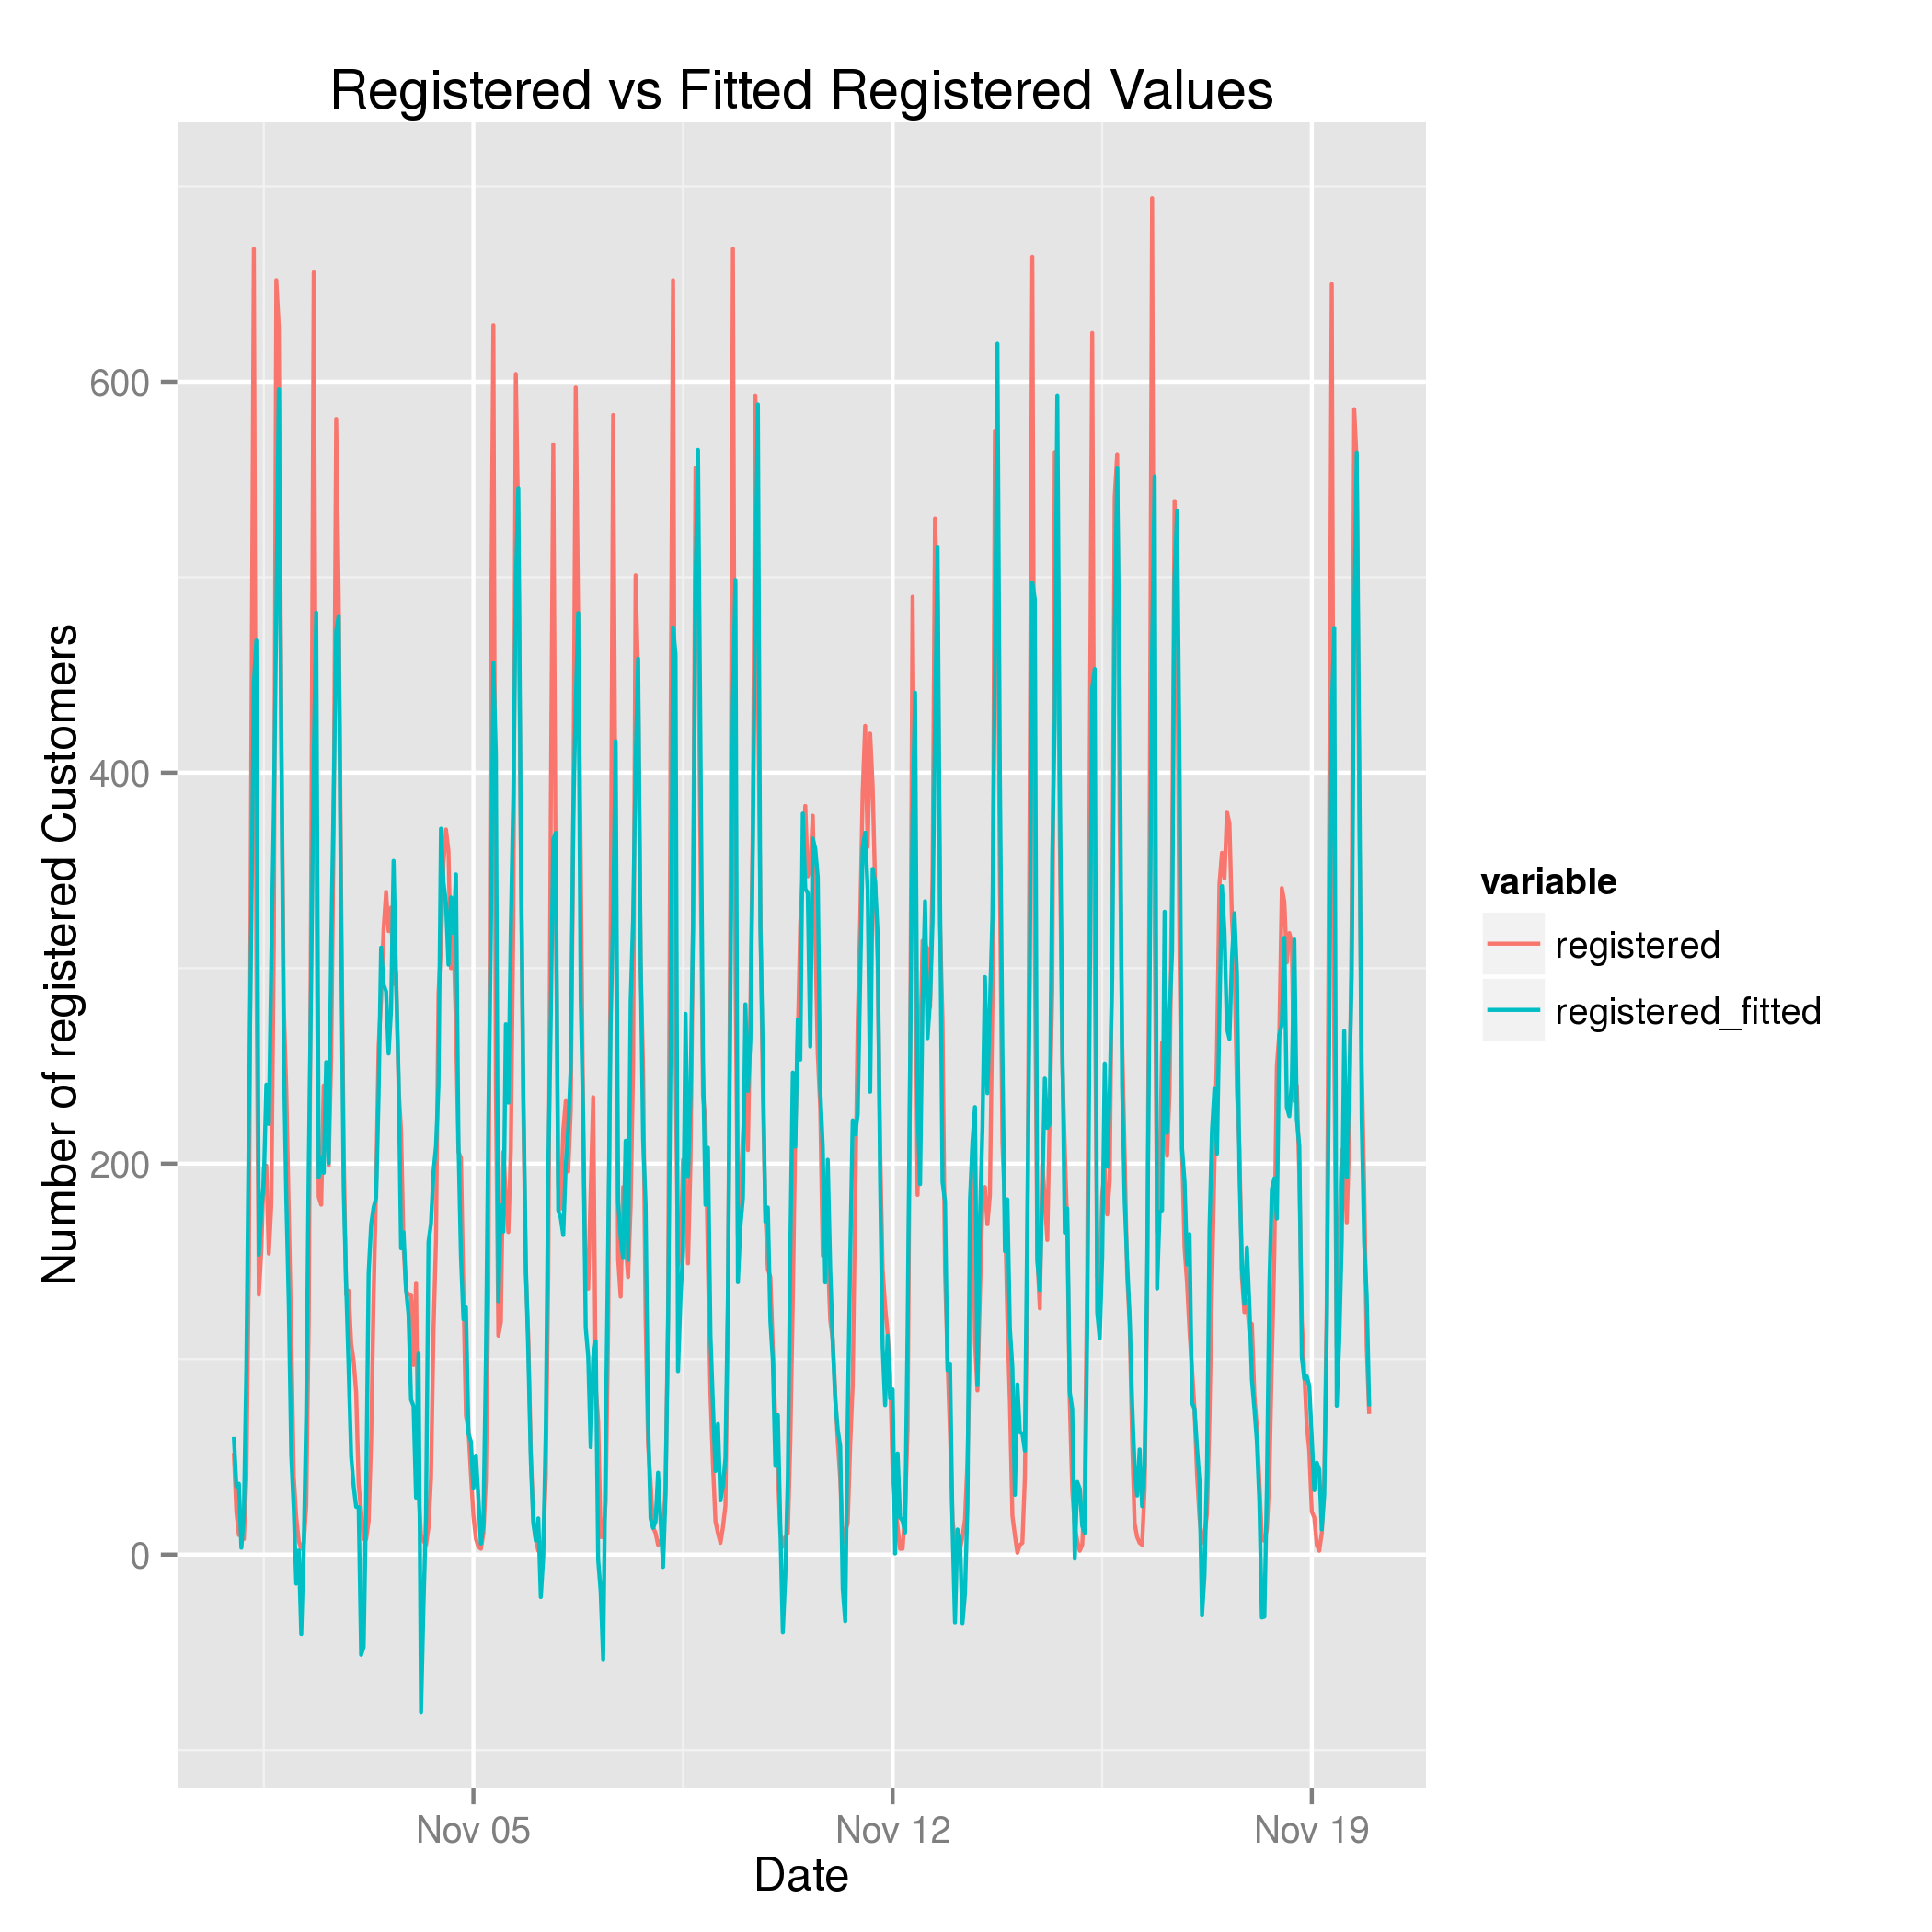 Registered vs Fitted Registered Values
Number of registered Customers
600
400
200
0
Nov 05
Nov 12
Nov 19
Date
variable
registered
registered_fitted